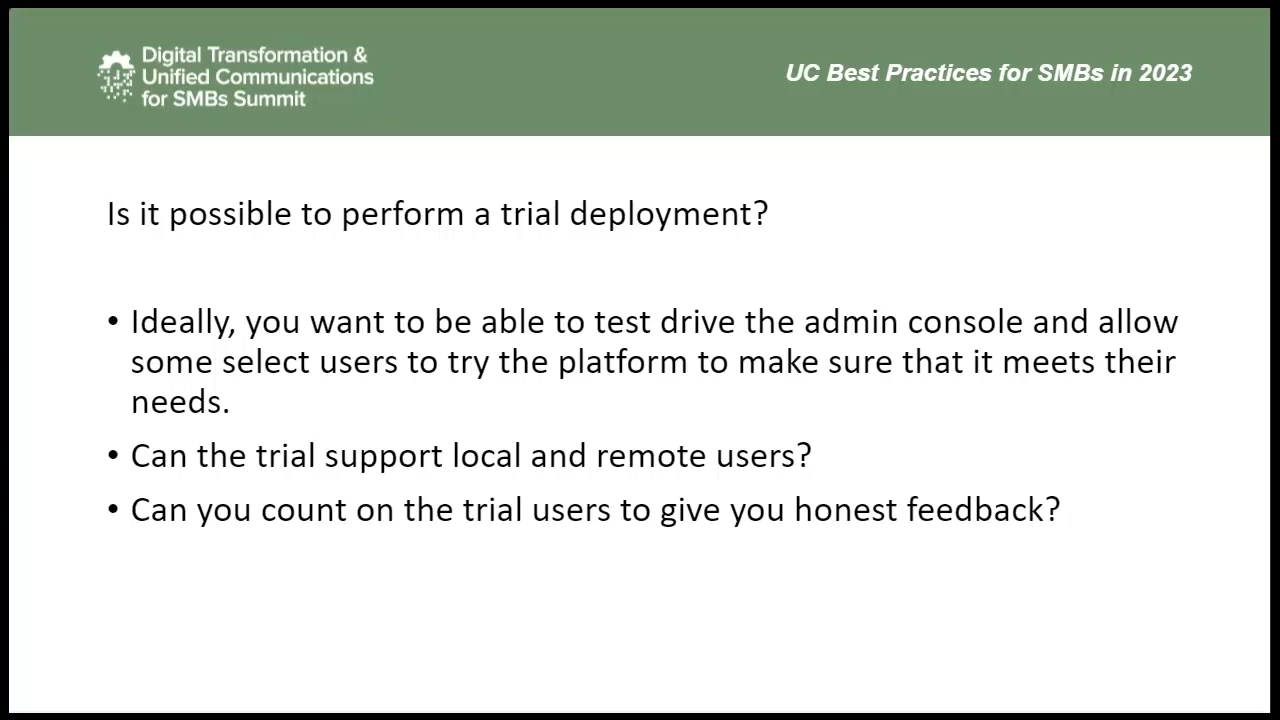 Digital Transformation &
Unified Communications
for SMBs Summit
UC Best Practices for SMBs in 2023
Is it possible to perform a trial deployment?
• Ideally, you want to be able to test drive the admin console and allow
some select users to try the platform to make sure that it meets their
needs.
• Can the trial support local and remote users?
• Can you count on the trial users to give you honest feedback?